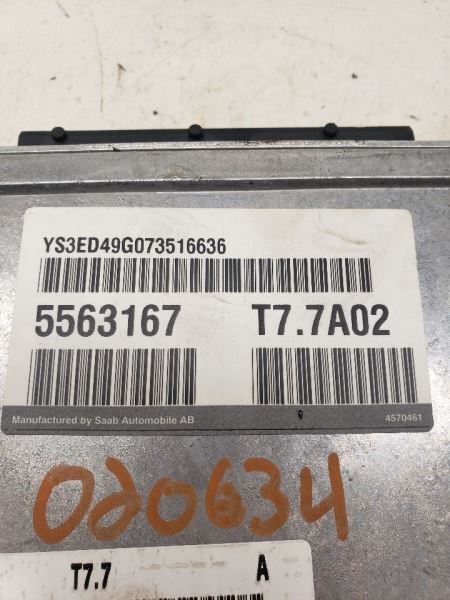 YS3ED49G073516636
5563167 T7.7A02
Manufactured by Saab Automobile AB 4570461
020634
T7.7 A